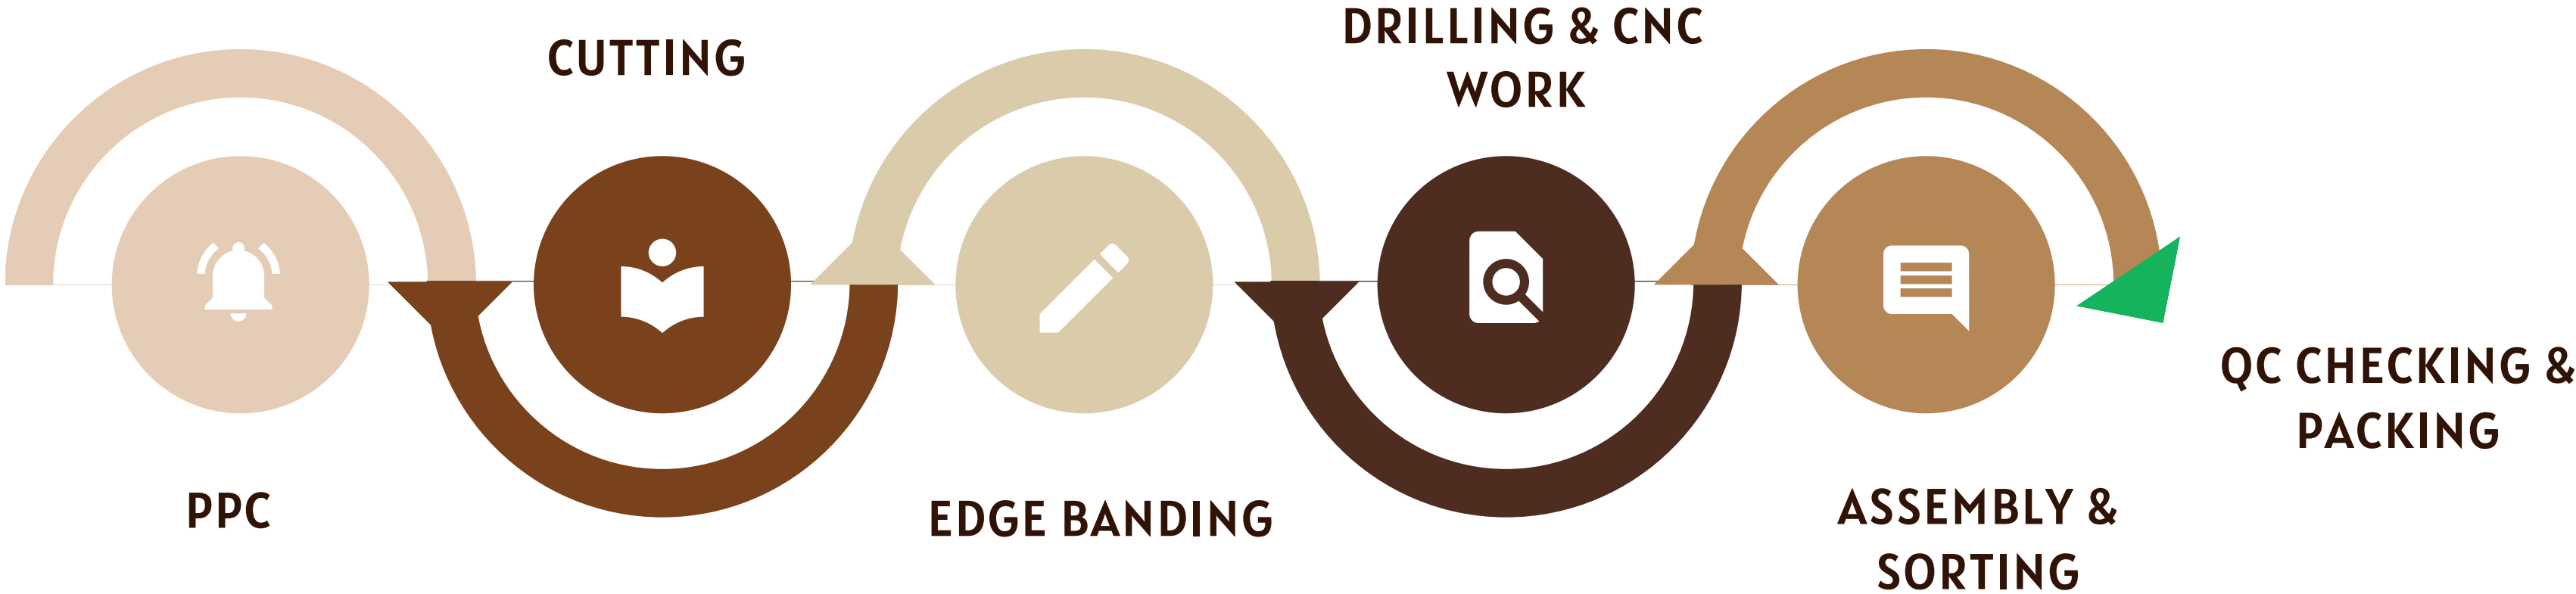 PPC
CUTTING
EDGE BANDING
DRILLING & CNC
WORK
ASSEMBLY &
SORTING
QC CHECKING &
PACKING